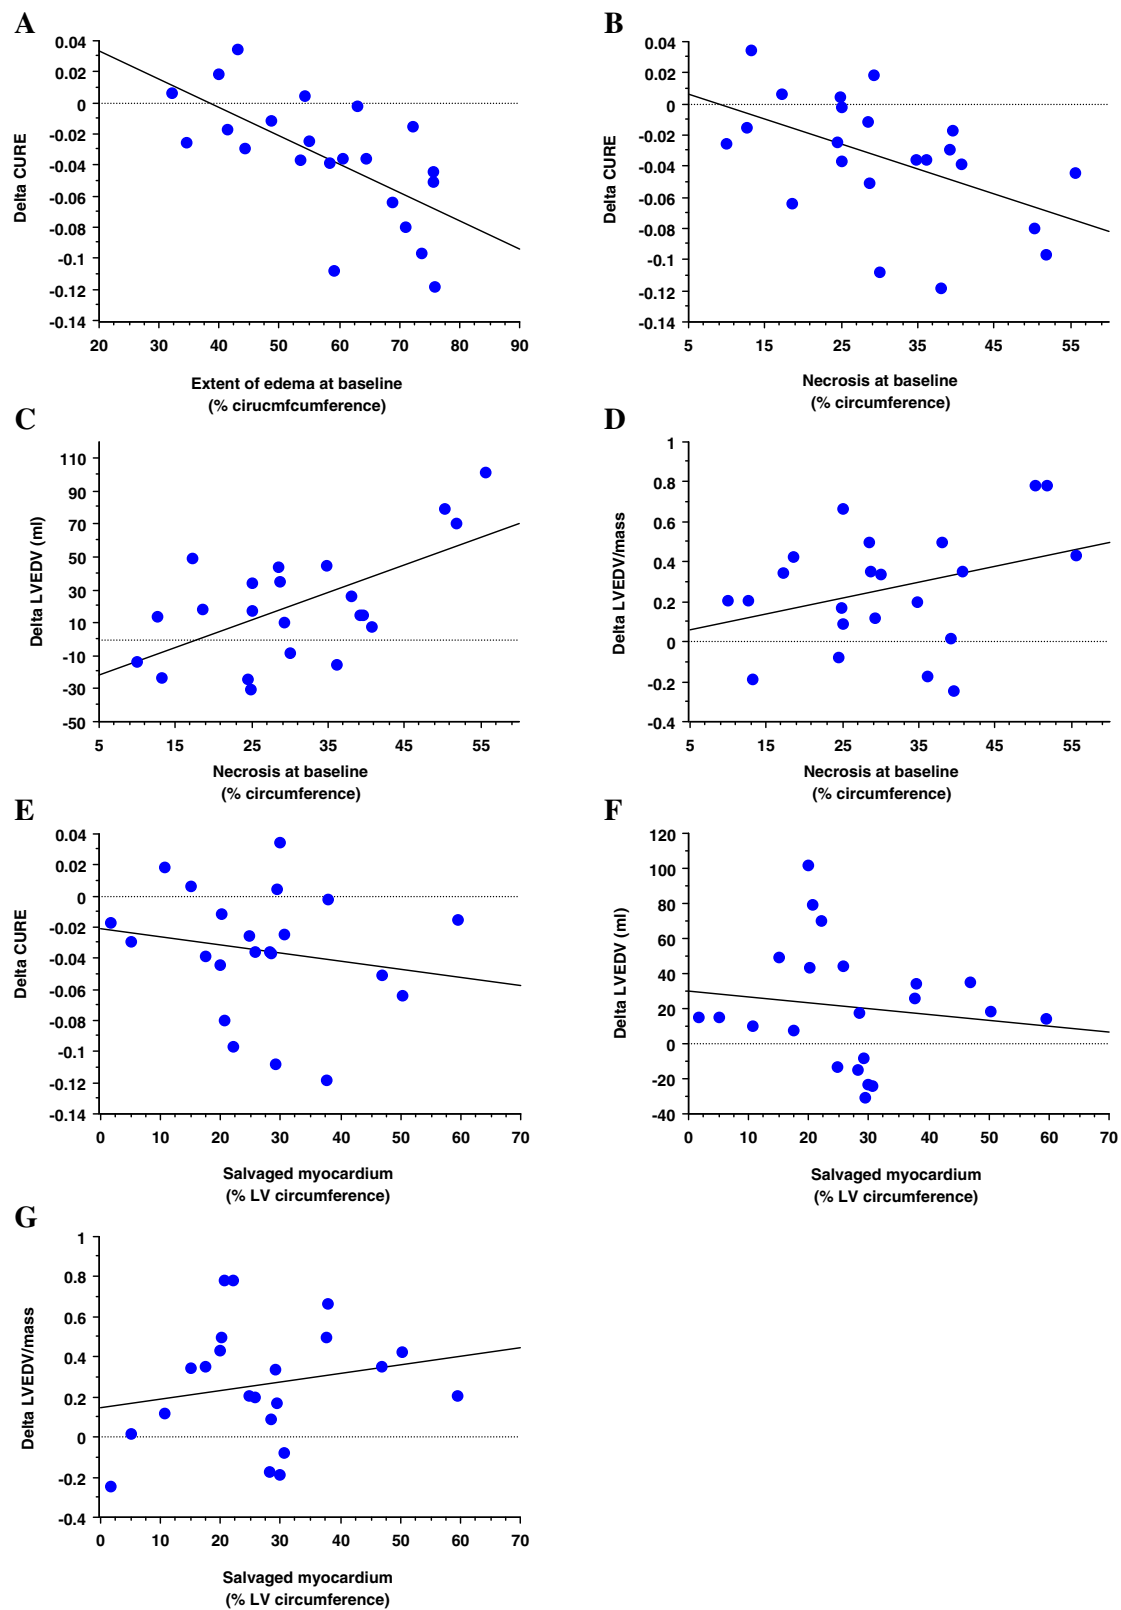 A
0.04
0.02
0
-0.02
-0.04
-0.06
-0.08
-0.1
-0.12
-0.14
Delta CURE
20 30 40 50 60 70 80 90
Extent of edema at baseline
(% cirucmfcumference)
B
0.04
0.02
0
-0.02
-0.04
-0.06
-0.08
-0.1
-0.12
-0.14
Delta CURE
5 15 25 35 45 55
Necrosis at baseline
(% circumference)
C
110
90
70
50
30
10
-10
-30
-50
Delta LVEDV (ml)
5 15 25 35 45 55
Necrosis at baseline
(% circumference)
D
1
0.8
0.6
0.4
0.2
0
-0.2
-0.4
Delta LVEDV/mass
5 15 25 35 45 55
Necrosis at baseline
(% circumference)
E
0.04
0.02
0
-0.02
-0.04
-0.06
-0.08
-0.1
-0.12
-0.14
Delta CURE
0 10 20 30 40 50 60 70
Salvaged myocardium
(% LV circumference)
F
120
100
80
60
40
20
0
-20
-40
Delta LVEDV (ml)
0 10 20 30 40 50 60 70
Salvaged myocardium
(% LV circumference)
G
1
0.8
0.6
0.4
0.2
0
-0.2
-0.4
Delta LVEDV/mass
0 10 20 30 40 50 60 70
Salvaged myocardium
(% LV circumference)